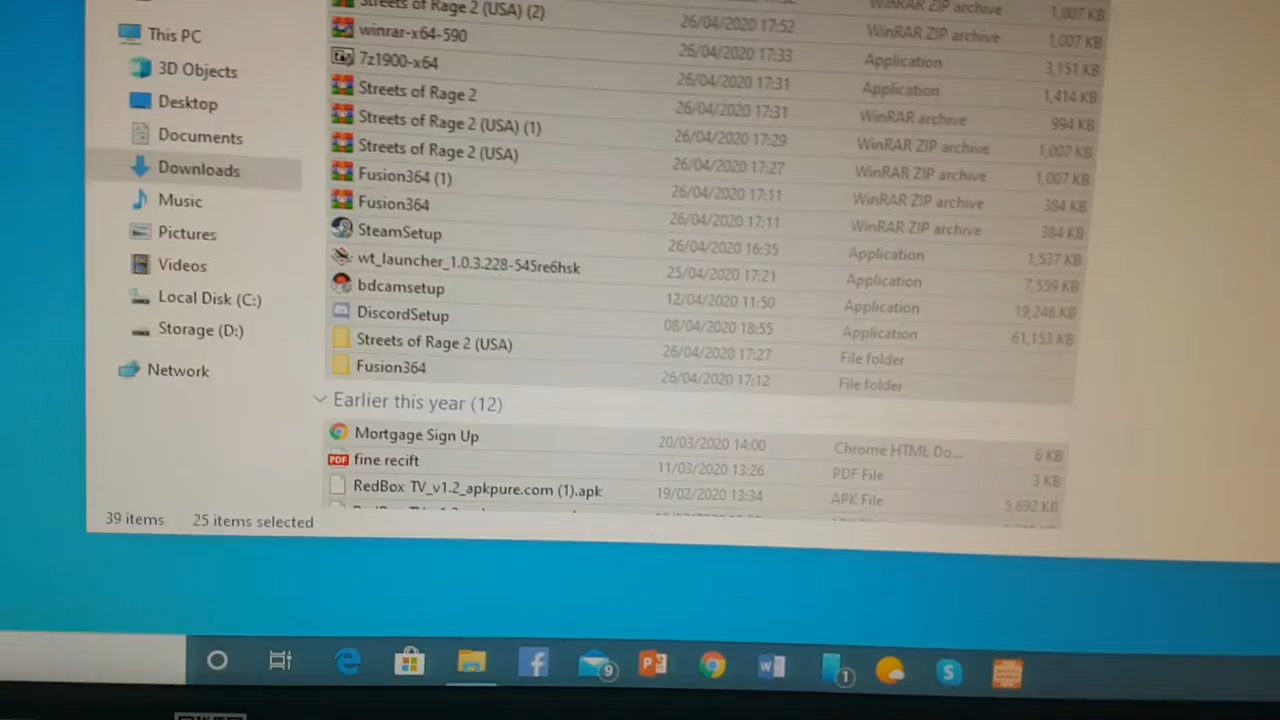 Streets of Rage 2 (USA) (2) 26/04/2020 17:52 WinRAR ZIP archive 1,007 KB
This PC
winrar-x64-590 26/04/2020 17:33 Application 3,151 KB
3D Objects
7z1900-x64 26/04/2020 17:31 Application 1,414 KB
Desktop
Streets of Rage 2 26/04/2020 17:31 WinRAR archive 994 KB
Documents
Streets of Rage 2 (USA) (1) 26/04/2020 17:29 WinRAR ZIP archive 1,007 KB
Downloads
Streets of Rage 2 (USA) 26/04/2020 17:27 WinRAR ZIP archive 1,007 KB
Music
Fusion364 (1) 26/04/2020 17:11 WinRAR ZIP archive 384 KB
Pictures
Fusion364 26/04/2020 17:11 WinRAR ZIP archive 384 KB
Videos
SteamSetup 26/04/2020 16:35 Application 1,537 KB
Local Disk (C:)
wt_launcher_1.0.3.228-545re6hsk 25/04/2020 17:21 Application 7,559 KB
Storage (D:)
bdcamsetup 12/04/2020 11:50 Application 19,246 KB
Network
DiscordSetup 08/04/2020 18:55 Application 61,153 KB
Streets of Rage 2 (USA) 26/04/2020 17:27 File folder
Fusion364 26/04/2020 17:12 File folder
Earlier this year (12)
Mortgage Sign Up 20/03/2020 14:00 Chrome HTML Do... 6 KB
PDF fine recift 11/03/2020 13:26 PDF File 3 KB
RedBox TV_v1.2_apkpure.com (1).apk 19/02/2020 13:34 APK File 5,692 KB
39 items 25 items selected
9
1